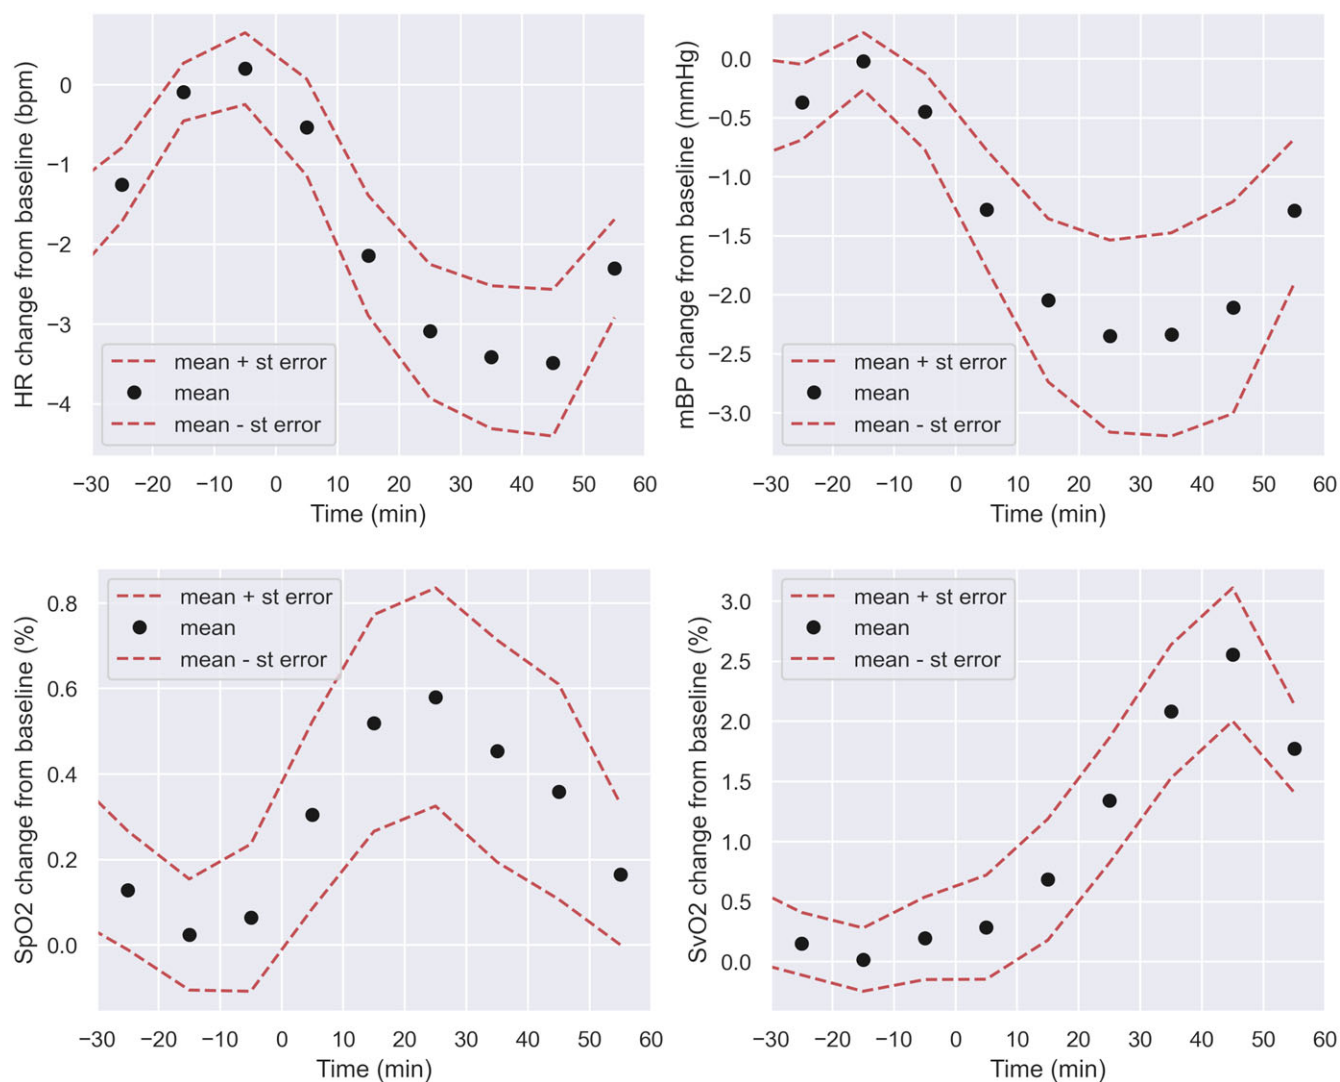 HR change from baseline (bpm)
0
−1
−2
−3
−4
mean + st error
mean
mean - st error
−30 −20 −10 0 10 20 30 40 50 60
Time (min)
mBP change from baseline (mmHg)
0.0
−0.5
−1.0
−1.5
−2.0
−2.5
−3.0
mean + st error
mean
mean - st error
−30 −20 −10 0 10 20 30 40 50 60
Time (min)
SpO2 change from baseline (%)
0.8
0.6
0.4
0.2
0.0
mean + st error
mean
mean - st error
−30 −20 −10 0 10 20 30 40 50 60
Time (min)
SvO2 change from baseline (%)
3.0
2.5
2.0
1.5
1.0
0.5
0.0
mean + st error
mean
mean - st error
−30 −20 −10 0 10 20 30 40 50 60
Time (min)